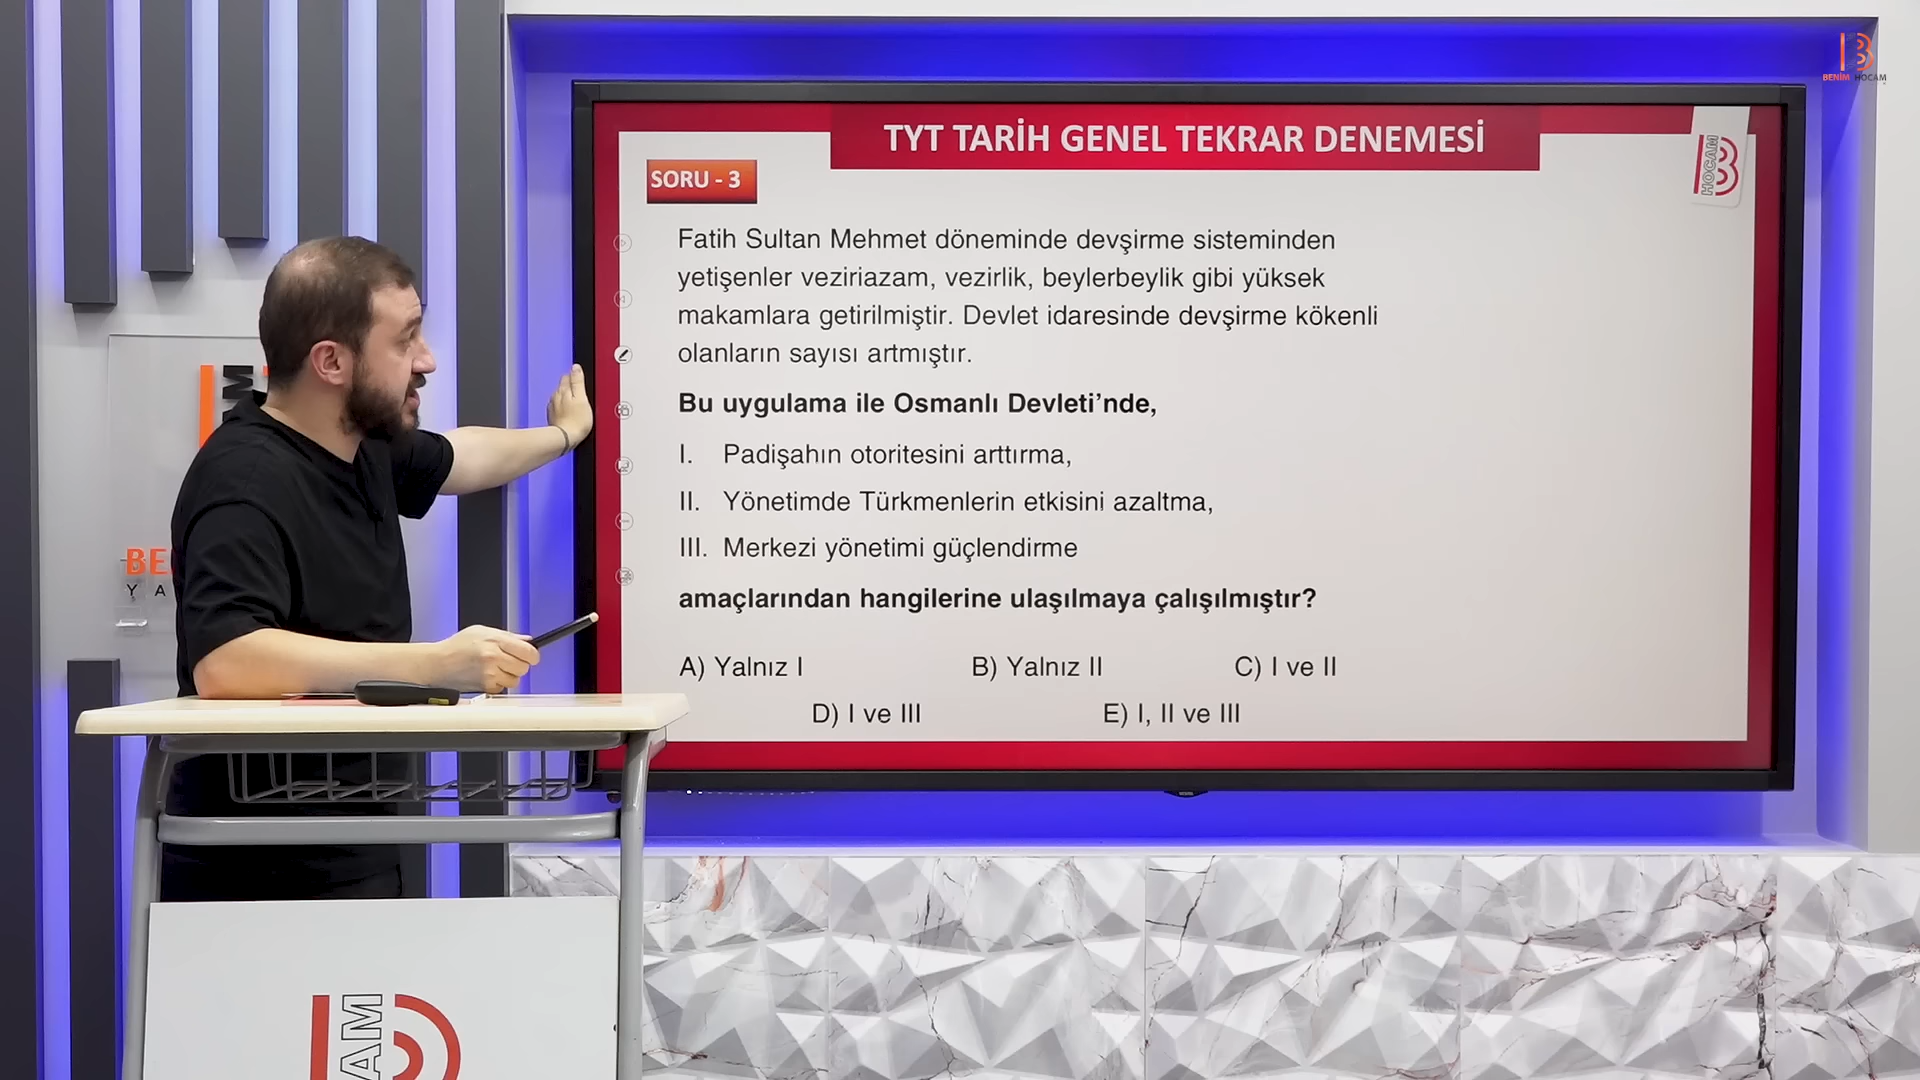 BENİM HOCAM
TYT TARİH GENEL TEKRAR DENEMESİ
HOCAM
SORU - 3
Fatih Sultan Mehmet döneminde devşirme sisteminden
yetişenler veziriazam, vezirlik, beylerbeylik gibi yüksek
makamlara getirilmiştir. Devlet idaresinde devşirme kökenli
olanların sayısı artmıştır.
Bu uygulama ile Osmanlı Devleti’nde,
I. Padişahın otoritesini arttırma,
II. Yönetimde Türkmenlerin etkisini azaltma,
III. Merkezi yönetimi güçlendirme
amaçlarından hangilerine ulaşılmaya çalışılmıştır?
A) Yalnız I B) Yalnız II C) I ve II
D) I ve III E) I, II ve III
BE
Y A
AM